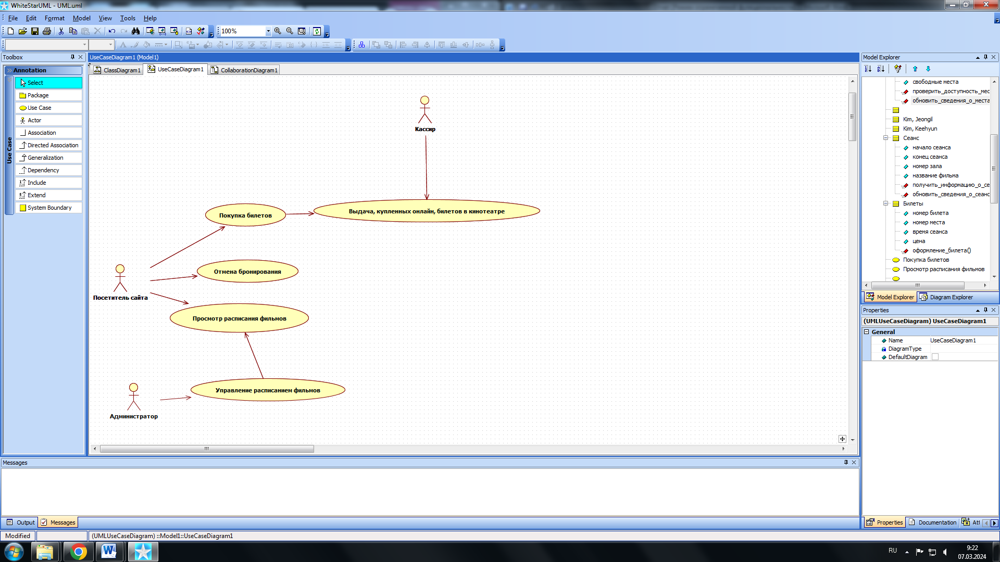 WhiteStarUML - UML.uml
File Edit Format Model View Tools Help
100%
Toolbox
Annotation
Use Case
Select
Package
Use Case
Actor
Association
Directed Association
Generalization
Dependency
Include
Extend
System Boundary
UseCaseDiagram1 (Model1)
ClassDiagram1 UseCaseDiagram1 CollaborationDiagram1
Кассир
Покупка билетов
Выдача, купленных онлайн, билетов в кинотеатре
Отмена бронирования
Посетитель сайта
Просмотр расписания фильмов
Управление расписанием фильмов
Администратор
Model Explorer
свободные места
проверить_доступность_мес
обновить_сведения_о_места
Kim, Jeongil
Kim, Keehyun
Сеанс
начало сеанса
конец сеанса
номер зала
название фильма
получить_информацию_о_се
обновить_сведения_о_сеанс
Билеты
номер билета
номер места
время сеанса
цена
оформление_билета()
Покупка билетов
Просмотр расписания фильмов
Model Explorer Diagram Explorer
Properties
(UMLUseCaseDiagram) UseCaseDiagram1
General
Name UseCaseDiagram1
DiagramType
DefaultDiagram
Messages
Output Messages
Properties Documentation Att
Modified
(UMLUseCaseDiagram) ::Model1::UseCaseDiagram1
RU
9:22
07.03.2024